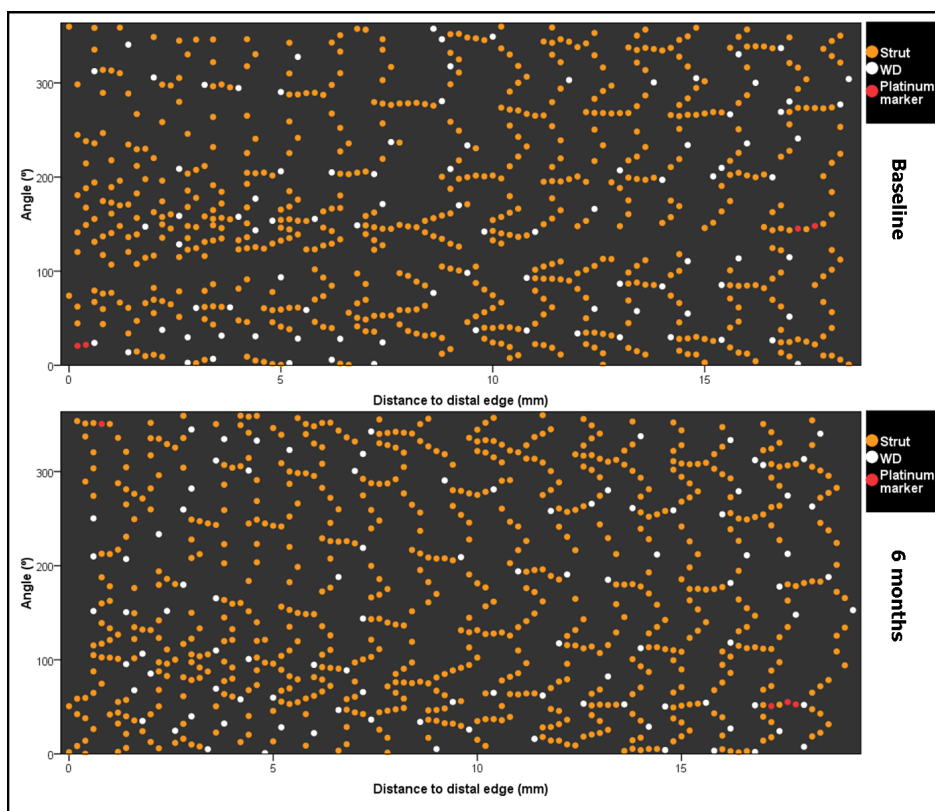 Strut
WD
Platinum
marker
Baseline
Angle (º)
300
200
100
0
0
5
10
15
Distance to distal edge (mm)
Strut
WD
Platinum
marker
6 months
Angle (º)
300
200
100
0
0
5
10
15
Distance to distal edge (mm)